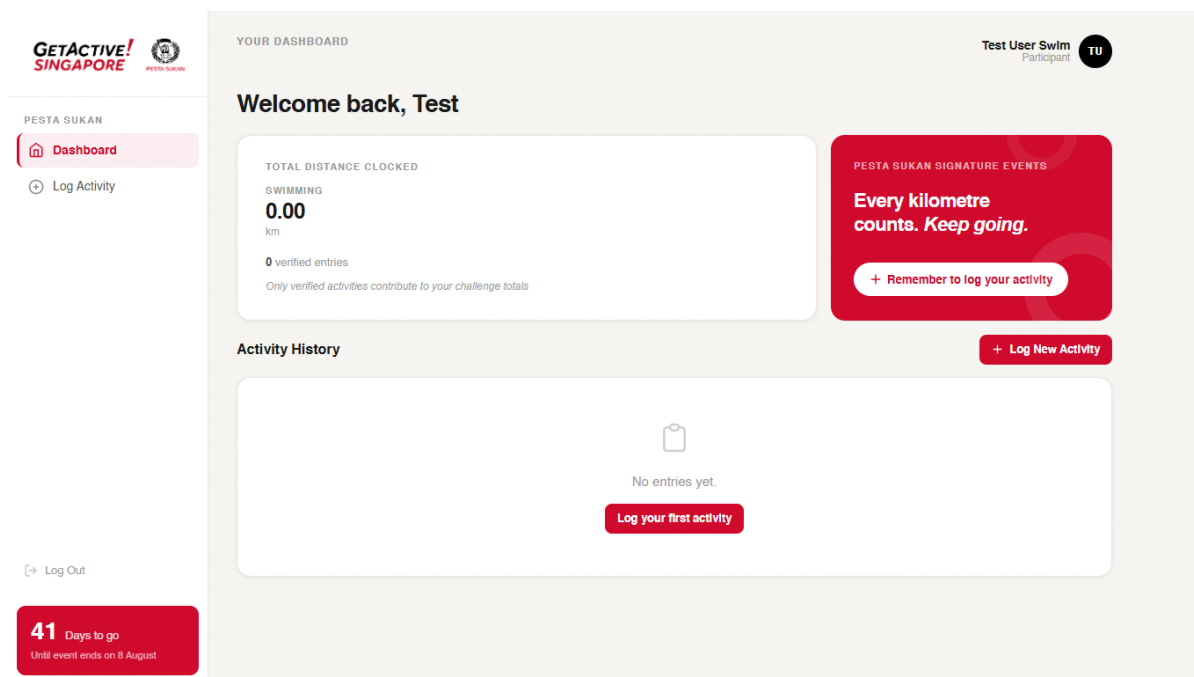 GETACTIVE!
SINGAPORE
PESTA SUKAN
PESTA SUKAN
Dashboard
Log Activity
Log Out
41 Days to go
Until event ends on 8 August
YOUR DASHBOARD
Test User Swim
Participant
TU
Welcome back, Test
TOTAL DISTANCE CLOCKED
SWIMMING
0.00
km
0 verified entries
Only verified activities contribute to your challenge totals
PESTA SUKAN SIGNATURE EVENTS
Every kilometre
counts. Keep going.
+ Remember to log your activity
Activity History
+ Log New Activity
No entries yet.
Log your first activity